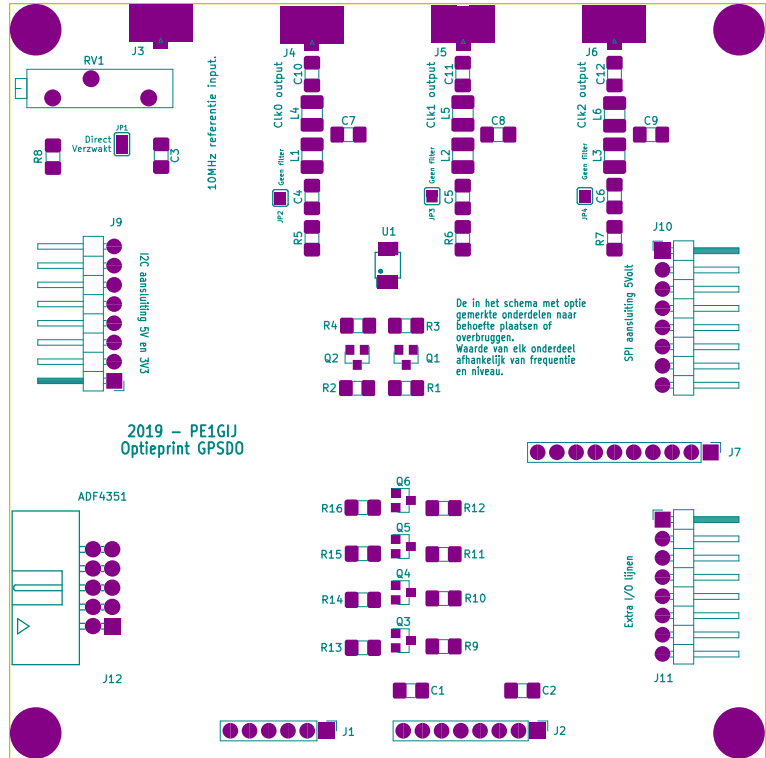 J3
J4
J5
J6
RV1
Clk0 output
C10
Clk1 output
C11
Clk2 output
C12
10MHz referentie input.
L4
L5
L6
C7
C8
C9
JP1
Direct
Verzwakt
R8
C3
Geen filter
L1
Geen filter
L2
Geen filter
L3
JP2
C4
JP3
C5
JP4
C6
R5
R6
R7
J9
U1
J10
I2C aansluiting 5V en 3V3
SPI aansluiting 5Volt
De in het schema met optie
gemerkte onderdelen naar
behoefte plaatsen of
overbruggen.
Waarde van elk onderdeel
afhankelijk van frequentie
en niveau.
R4
R3
Q2
Q1
R2
R1
2019 – PE1GIJ
Optieprint GPSDO
J7
ADF4351
Q6
R16
R12
Q5
R15
R11
Q4
R14
R10
Q3
R13
R9
Extra I/O lijnen
J12
J11
C1
C2
J1
J2